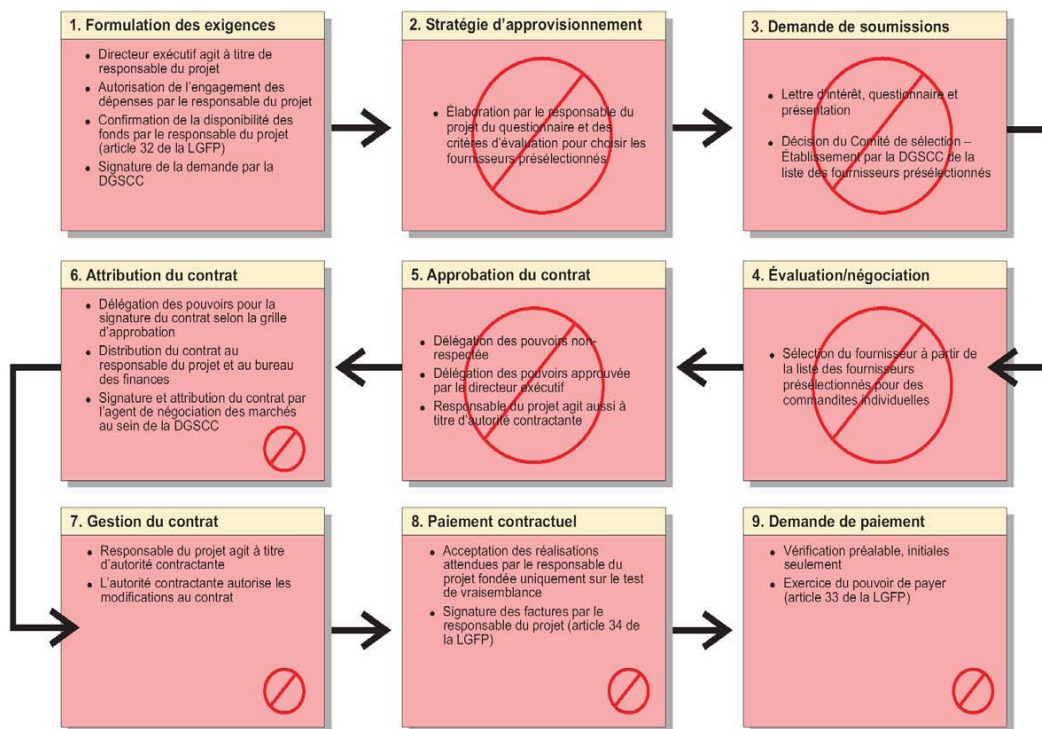 1. Formulation des exigences
• Directeur exécutif agit à titre de
responsable du projet
• Autorisation de l'engagement des
dépenses par le responsable du projet
• Confirmation de la disponibilité des
fonds par le responsable du projet
(article 32 de la LGFP)
• Signature de la demande par la
DGSCC
2. Stratégie d'approvisionnement
• Élaboration par le responsable du
projet du questionnaire et des
critères d'évaluation pour choisir les
fournisseurs présélectionnés
3. Demande de soumissions
• Lettre d'intérêt, questionnaire et
présentation
• Décision du Comité de sélection –
Établissement par la DGSCC de la
liste des fournisseurs présélectionnés
4. Évaluation/négociation
• Sélection du fournisseur à partir de
la liste des fournisseurs
présélectionnés pour des
commandites individuelles
5. Approbation du contrat
• Délégation des pouvoirs non-
respectée
• Délégation des pouvoirs approuvée
par le directeur exécutif
• Responsable du projet agit aussi à
titre d'autorité contractante
6. Attribution du contrat
• Délégation des pouvoirs pour la
signature du contrat selon la grille
d'approbation
• Distribution du contrat au
responsable du projet et au bureau
des finances
• Signature et attribution du contrat par
l'agent de négociation des marchés
au sein de la DGSCC
7. Gestion du contrat
• Responsable du projet agit à titre
d'autorité contractante
• L'autorité contractante autorise les
modifications au contrat
8. Paiement contractuel
• Acceptation des réalisations
attendues par le responsable du
projet fondée uniquement sur le test
de vraisemblance
• Signature des factures par le
responsable du projet (article 34 de
la LGFP)
9. Demande de paiement
• Vérification préalable, initiales
seulement
• Exercice du pouvoir de payer
(article 33 de la LGFP)